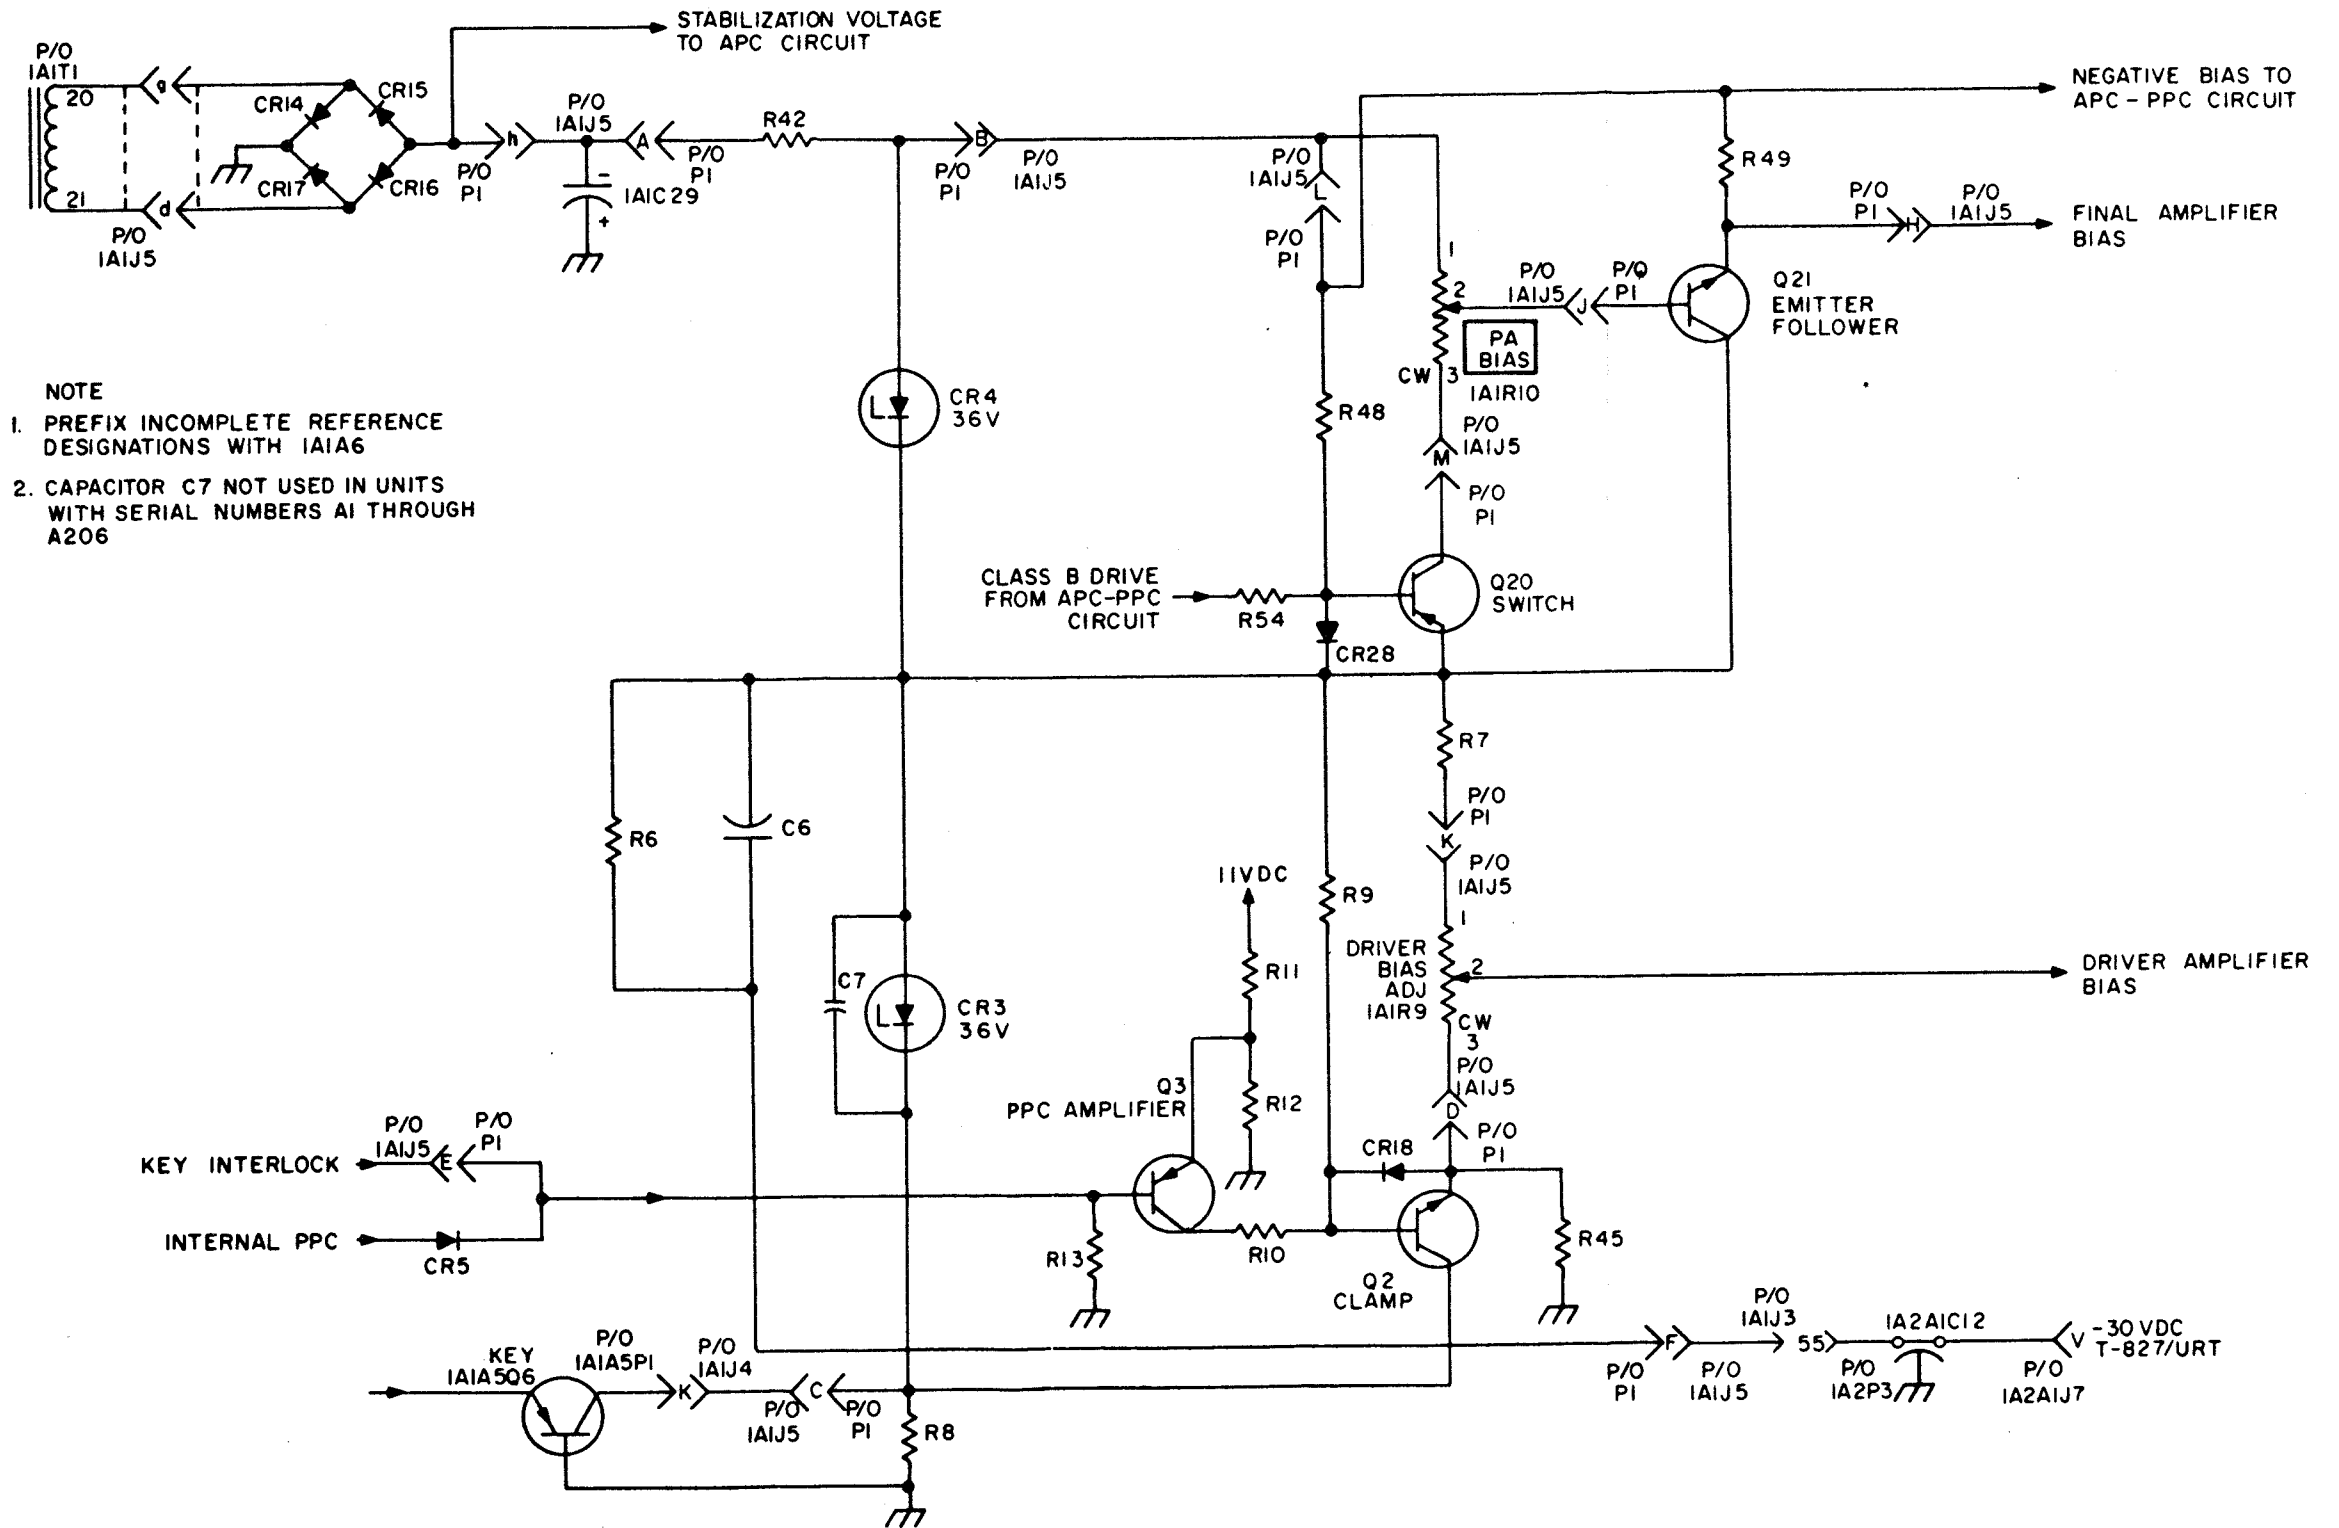 STABILIZATION VOLTAGE
TO APC CIRCUIT
P/O
1A1T1
20
21
g
d
P/O
1A1J5
CR14
CR15
CR17
CR16
P/O
P1
h
P/O
1A1J5
A
P/O
P1
-
+
1A1C29
R42
P/O
P1
B
P/O
1A1J5
P/O
1A1J5
L
P/O
P1
NEGATIVE BIAS TO
APC-PPC CIRCUIT
R49
P/O
P1
H
P/O
1A1J5
FINAL AMPLIFIER
BIAS
1
2
CW 3
PA
BIAS
1A1R10
P/O
1A1J5
J
P/O
P1
Q21
EMITTER
FOLLOWER
NOTE
1. PREFIX INCOMPLETE REFERENCE
DESIGNATIONS WITH 1A1A6
2. CAPACITOR C7 NOT USED IN UNITS
WITH SERIAL NUMBERS A1 THROUGH
A206
L
CR4
36V
R48
P/O
1A1J5
M
P/O
P1
CLASS B DRIVE
FROM APC-PPC
CIRCUIT
R54
Q20
SWITCH
CR28
R7
P/O
P1
K
P/O
1A1J5
R6
C6
C7
L
CR3
36V
11VDC
R11
R12
R9
1
DRIVER
BIAS
ADJ
1A1R9
2
CW
3
DRIVER AMPLIFIER
BIAS
P/O
1A1J5
D
P/O
P1
Q3
PPC AMPLIFIER
CR18
KEY INTERLOCK
P/O
1A1J5
E
P/O
P1
INTERNAL PPC
CR5
R13
R10
Q2
CLAMP
R45
KEY
1A1A5Q6
P/O
1A1A5P1
K
P/O
1A1J4
P/O
1A1J5
C
P/O
P1
R8
P/O
P1
F
P/O
1A1J5
P/O
1A1J3
55
P/O
1A2P3
1A2A1C12
V
P/O
1A2A1J7
-30VDC
T-827/URT